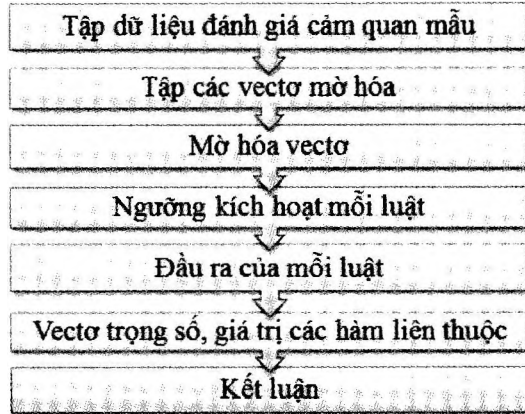 Tập dữ liệu đánh giá cảm quan mẫu
Tập các vectơ mờ hóa
Mờ hóa vectơ
Ngưỡng kích hoạt mỗi luật
Đầu ra của mỗi luật
Vectơ trọng số, giá trị các hàm liên thuộc
Kết luận